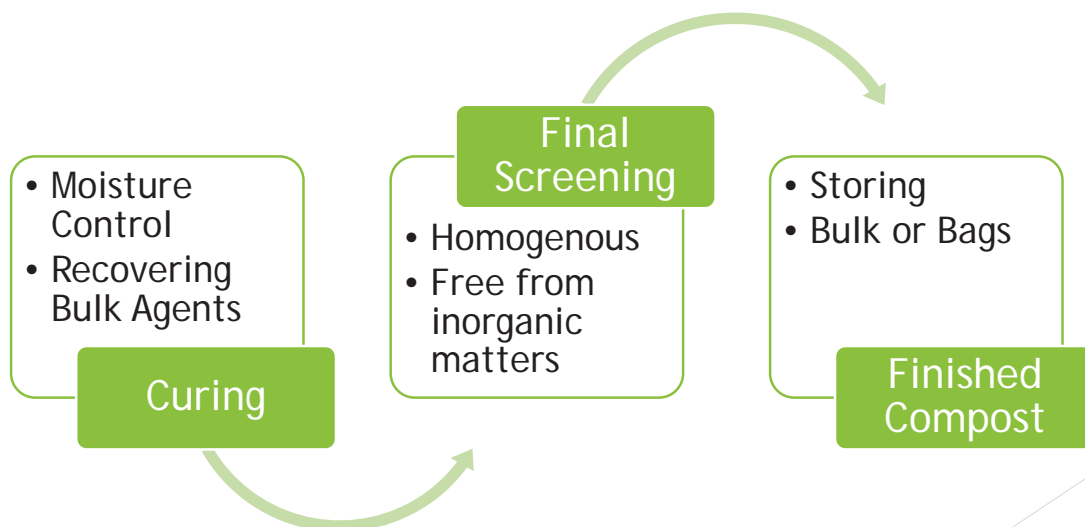 • Moisture
Control
• Recovering
Bulk Agents
Curing
Final
Screening
• Homogenous
• Free from
inorganic
matters
• Storing
• Bulk or Bags
Finished
Compost